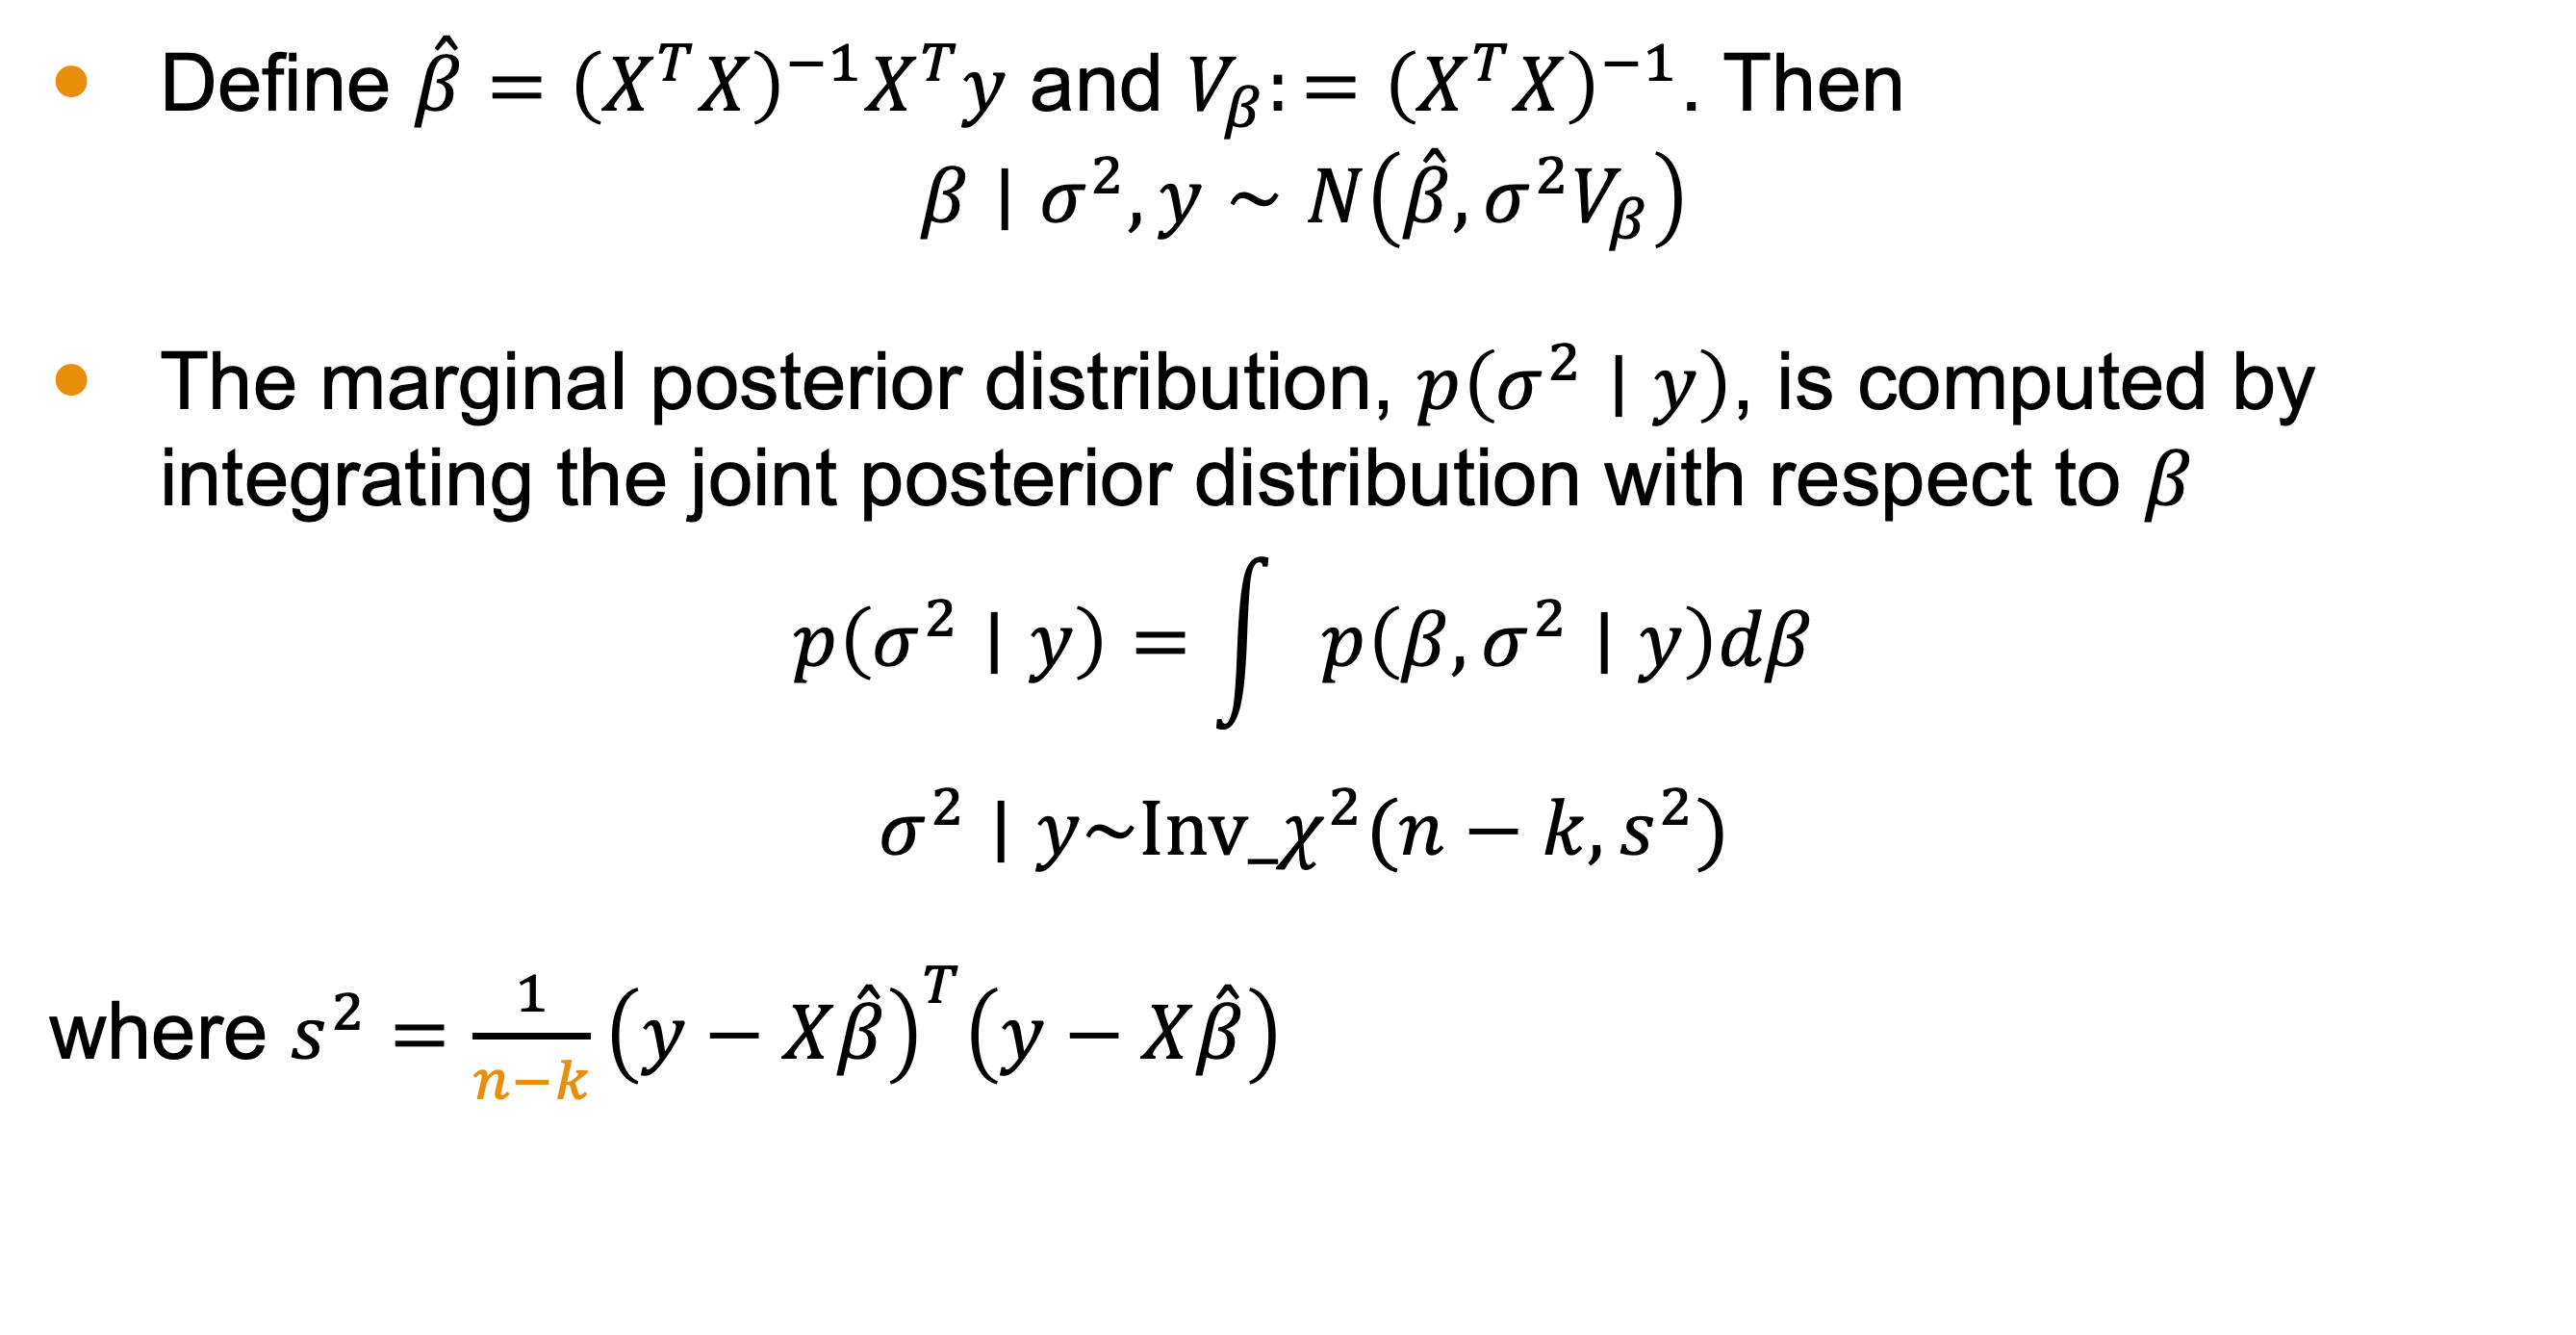 • Define β̂ = (XᵀX)⁻¹Xᵀy and V_β: = (XᵀX)⁻¹. Then
β | σ², y ~ N(β̂, σ²V_β)
• The marginal posterior distribution, p(σ² | y), is computed by
integrating the joint posterior distribution with respect to β
p(σ² | y) = ∫ p(β, σ² | y)dβ
σ² | y~Inv_χ²(n − k, s²)
where s² = 1/(n−k) (y − Xβ̂)ᵀ(y − Xβ̂)